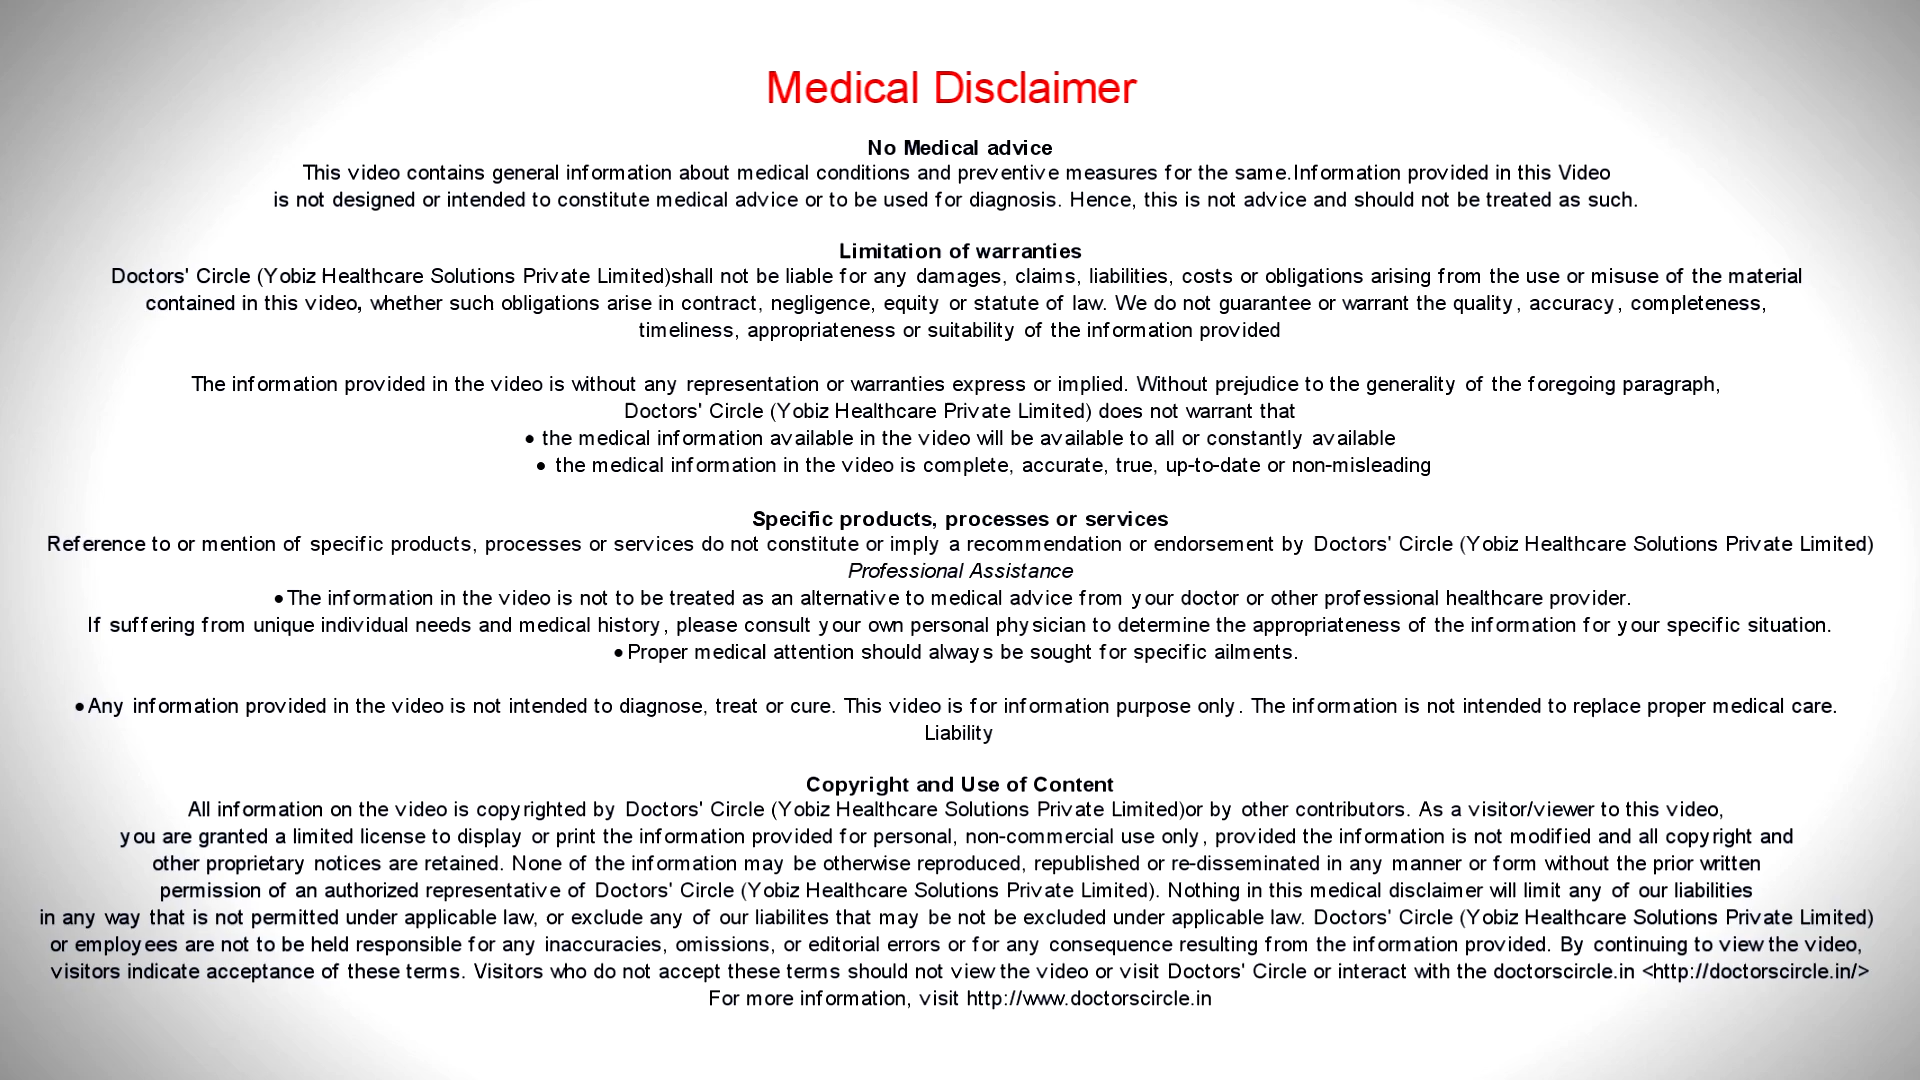 Medical Disclaimer
No Medical advice
This video contains general information about medical conditions and preventive measures for the same.Information provided in this Video
is not designed or intended to constitute medical advice or to be used for diagnosis. Hence, this is not advice and should not be treated as such.
Limitation of warranties
Doctors' Circle (Yobiz Healthcare Solutions Private Limited)shall not be liable for any damages, claims, liabilities, costs or obligations arising from the use or misuse of the material
contained in this video, whether such obligations arise in contract, negligence, equity or statute of law. We do not guarantee or warrant the quality, accuracy, completeness,
timeliness, appropriateness or suitability of the information provided
The information provided in the video is without any representation or warranties express or implied. Without prejudice to the generality of the foregoing paragraph,
Doctors' Circle (Yobiz Healthcare Private Limited) does not warrant that
• the medical information available in the video will be available to all or constantly available
• the medical information in the video is complete, accurate, true, up-to-date or non-misleading
Specific products, processes or services
Reference to or mention of specific products, processes or services do not constitute or imply a recommendation or endorsement by Doctors' Circle (Yobiz Healthcare Solutions Private Limited)
Professional Assistance
•The information in the video is not to be treated as an alternative to medical advice from your doctor or other professional healthcare provider.
If suffering from unique individual needs and medical history, please consult your own personal physician to determine the appropriateness of the information for your specific situation.
•Proper medical attention should always be sought for specific ailments.
•Any information provided in the video is not intended to diagnose, treat or cure. This video is for information purpose only. The information is not intended to replace proper medical care.
Liability
Copyright and Use of Content
All information on the video is copyrighted by Doctors' Circle (Yobiz Healthcare Solutions Private Limited)or by other contributors. As a visitor/viewer to this video,
you are granted a limited license to display or print the information provided for personal, non-commercial use only, provided the information is not modified and all copyright and
other proprietary notices are retained. None of the information may be otherwise reproduced, republished or re-disseminated in any manner or form without the prior written
permission of an authorized representative of Doctors' Circle (Yobiz Healthcare Solutions Private Limited). Nothing in this medical disclaimer will limit any of our liabilities
in any way that is not permitted under applicable law, or exclude any of our liabilites that may be not be excluded under applicable law. Doctors' Circle (Yobiz Healthcare Solutions Private Limited)
or employees are not to be held responsible for any inaccuracies, omissions, or editorial errors or for any consequence resulting from the information provided. By continuing to view the video,
visitors indicate acceptance of these terms. Visitors who do not accept these terms should not view the video or visit Doctors' Circle or interact with the doctorscircle.in <http://doctorscircle.in/>
For more information, visit http://www.doctorscircle.in